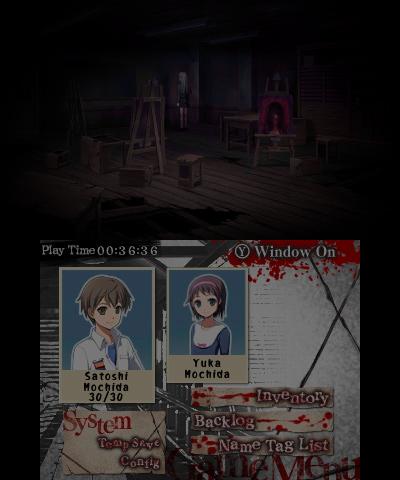 Play Time 00:36:36
Ⓨ Window On
Satoshi
Mochida
30/30
Yuka
Mochida
Inventory
Backlog
Name Tag List
System
Temp Save
Config
Game Menu